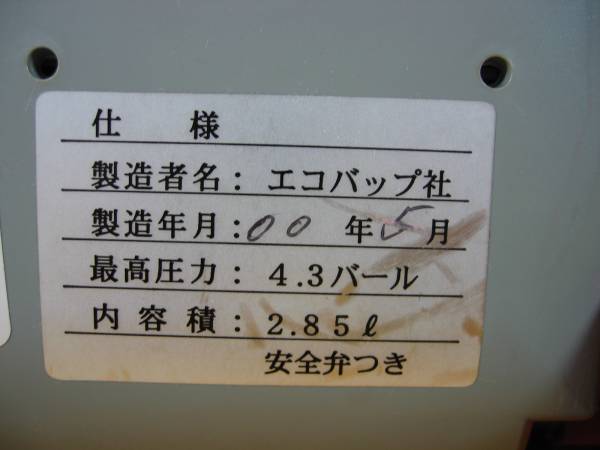 仕 様
製造者名: エコバップ社
製造年月:00 年5月
最高圧力: 4.3バール
内容積: 2.85ℓ
安全弁つき